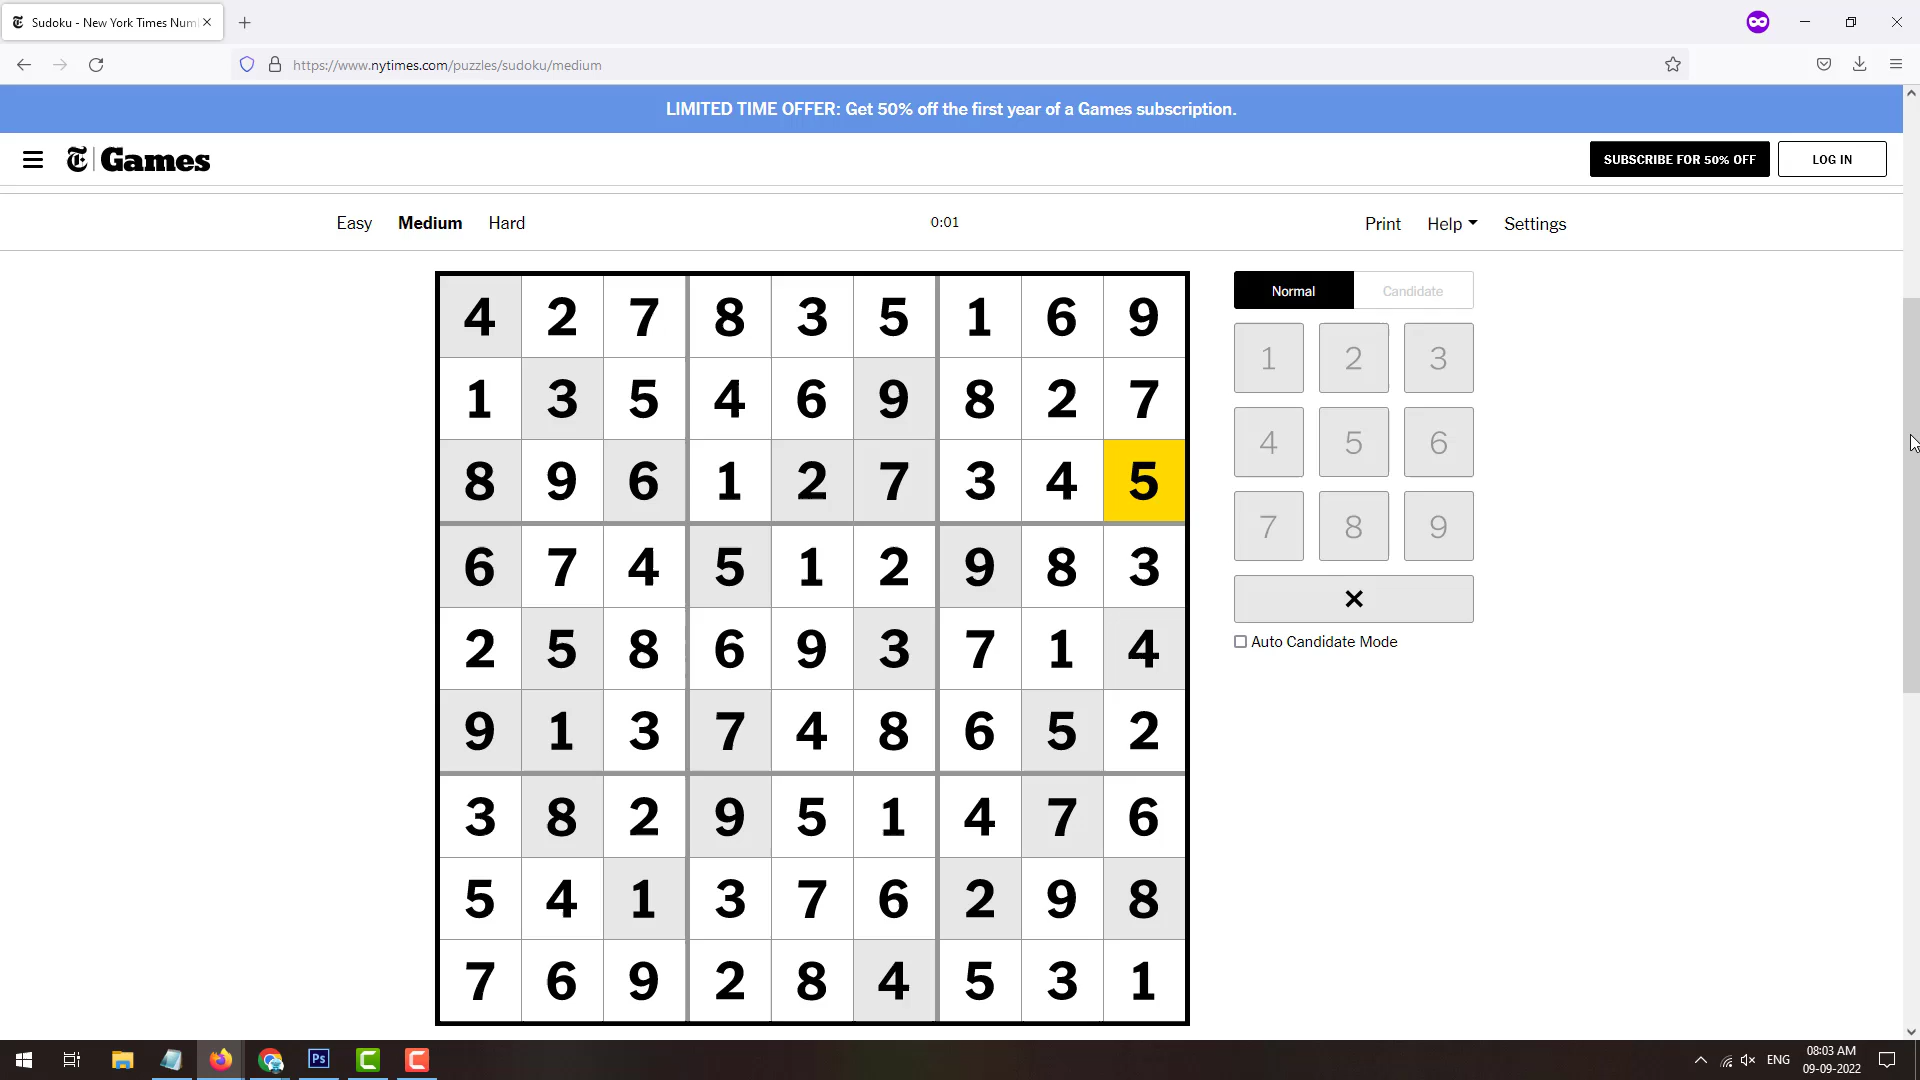 Sudoku - New York Times Num
https://www.nytimes.com/puzzles/sudoku/medium
LIMITED TIME OFFER: Get 50% off the first year of a Games subscription.
T Games
SUBSCRIBE FOR 50% OFF
LOG IN
Easy Medium Hard
0:01
Print Help Settings
4 2 7 8 3 5 1 6 9
1 3 5 4 6 9 8 2 7
8 9 6 1 2 7 3 4 5
6 7 4 5 1 2 9 8 3
2 5 8 6 9 3 7 1 4
9 1 3 7 4 8 6 5 2
3 8 2 9 5 1 4 7 6
5 4 1 3 7 6 2 9 8
7 6 9 2 8 4 5 3 1
Normal Candidate
1 2 3
4 5 6
7 8 9
Auto Candidate Mode
Ps
ENG
08:03 AM
09-09-2022